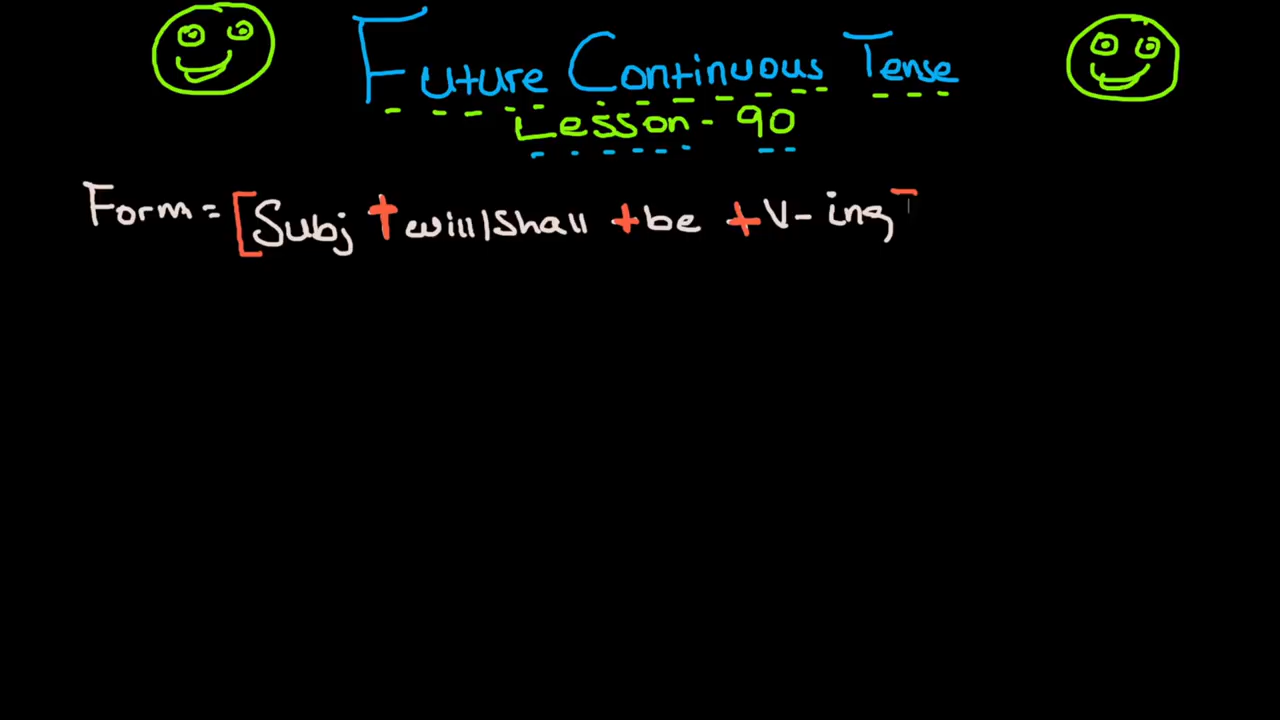 Future Continuous Tense
Lesson - 90
Form = [Subj + will/shall + be + V-ing